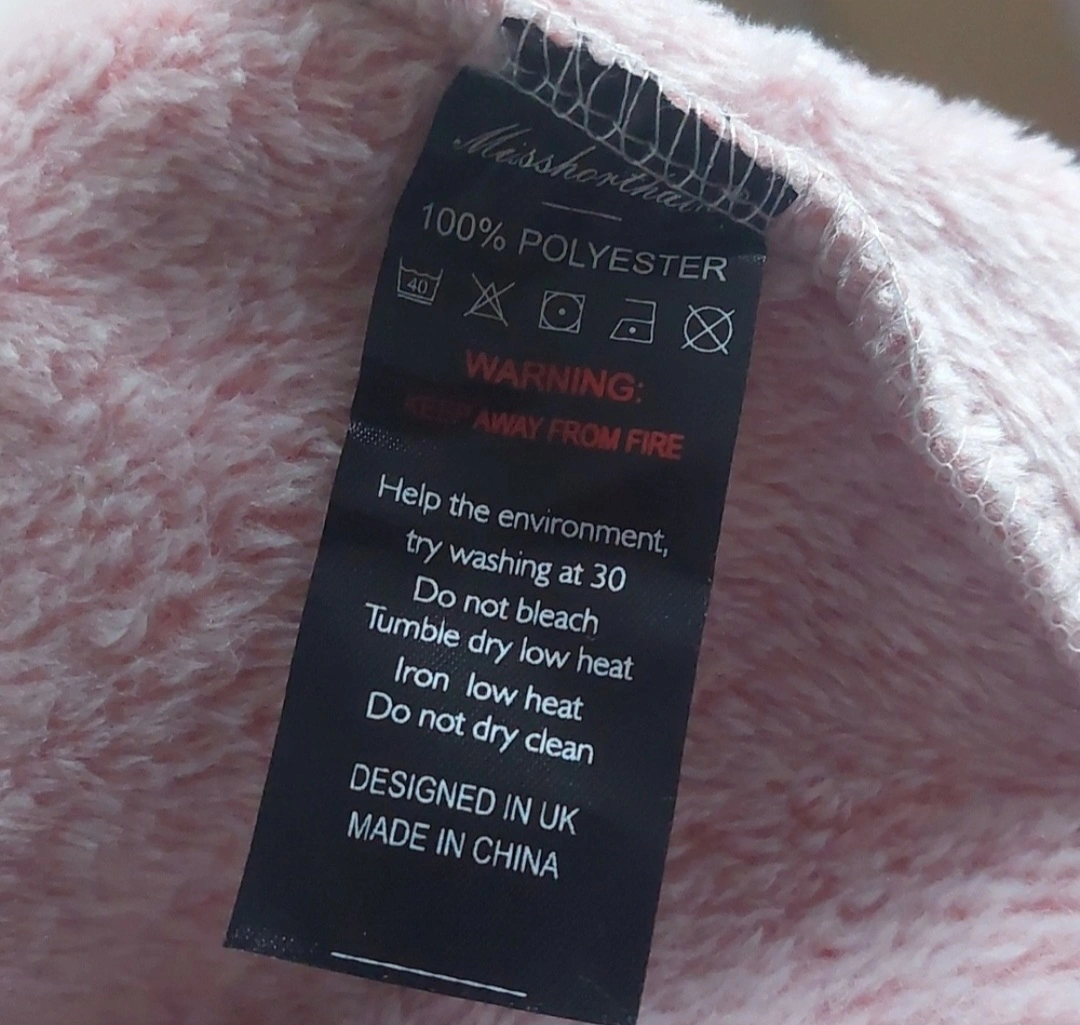 100% POLYESTER
40
WARNING:
KEEP AWAY FROM FIRE
Help the environment,
try washing at 30
Do not bleach
Tumble dry low heat
Iron low heat
Do not dry clean
DESIGNED IN UK
MADE IN CHINA